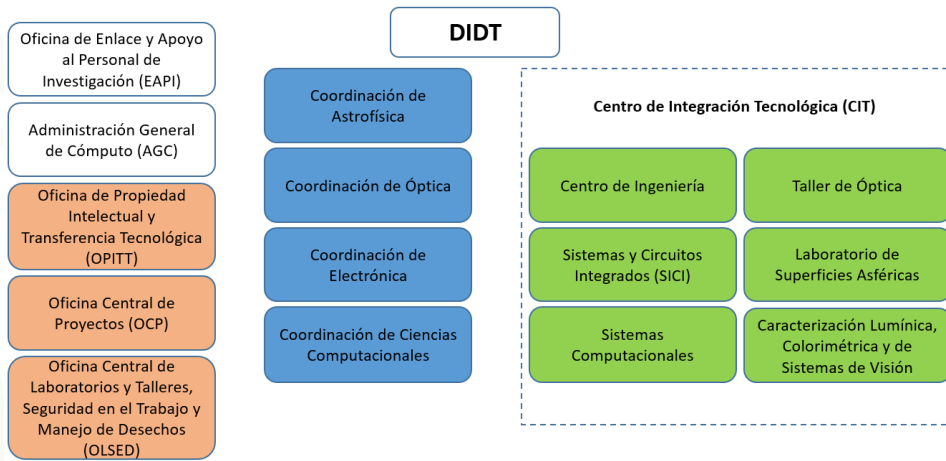 DIDT
Oficina de Enlace y Apoyo
al Personal de
Investigación (EAPI)
Administración General
de Cómputo (AGC)
Oficina de Propiedad
Intelectual y
Transferencia Tecnológica
(OPITT)
Oficina Central de
Proyectos (OCP)
Oficina Central de
Laboratorios y Talleres,
Seguridad en el Trabajo y
Manejo de Desechos
(OLSED)
Coordinación de
Astrofísica
Coordinación de Óptica
Coordinación de
Electrónica
Coordinación de Ciencias
Computacionales
Centro de Integración Tecnológica (CIT)
Centro de Ingeniería
Sistemas y Circuitos
Integrados (SICI)
Sistemas
Computacionales
Taller de Óptica
Laboratorio de
Superficies Asféricas
Caracterización Lumínica,
Colorimétrica y de
Sistemas de Visión